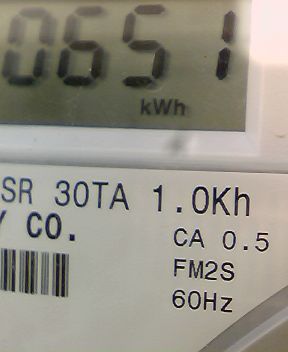 0651
kWh
SR 30TA 1.0Kh
Y CO.
CA 0.5
FM2S
60Hz